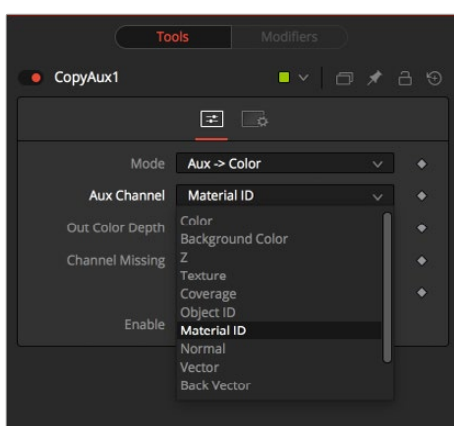 Tools Modifiers
CopyAux1
Mode Aux -> Color
Aux Channel Material ID
Out Color Depth Color
Background Color
Channel Missing Z
Texture
Coverage
Object ID
Enable Material ID
Normal
Vector
Back Vector